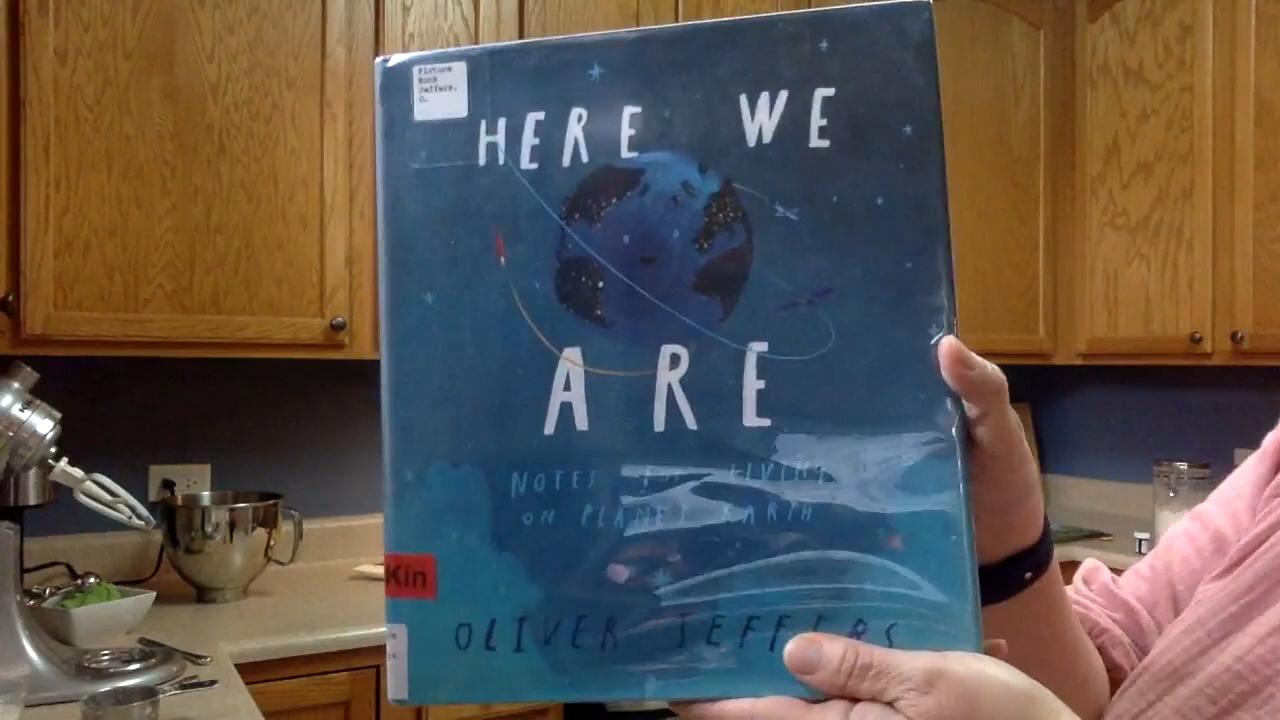 Picture
Book
Jeffers,
O.
HERE WE
ARE
NOTES FOR LIVING
ON PLANET EARTH
Kin
OLIVER JEFFERS